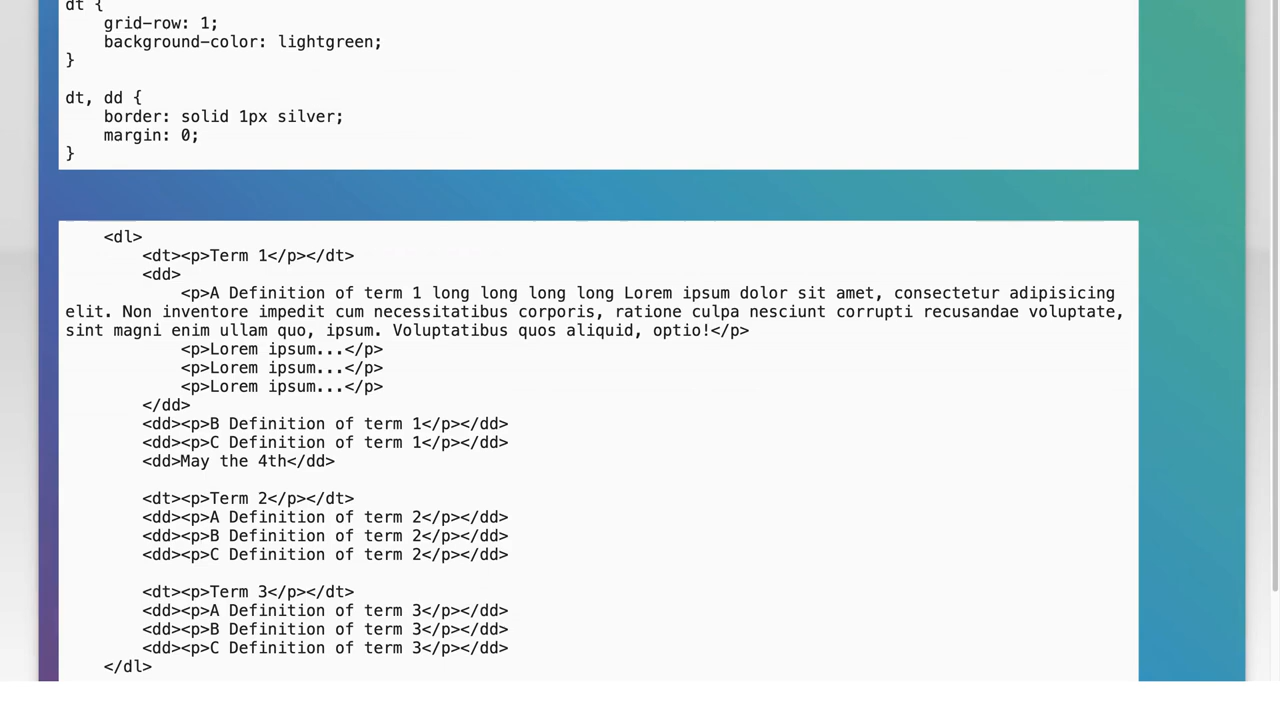 dt {
    grid-row: 1;
    background-color: lightgreen;
}

dt, dd {
    border: solid 1px silver;
    margin: 0;
}

    <dl>
        <dt><p>Term 1</p></dt>
        <dd>
            <p>A Definition of term 1 long long long long Lorem ipsum dolor sit amet, consectetur adipisicing
elit. Non inventore impedit cum necessitatibus corporis, ratione culpa nesciunt corrupti recusandae voluptate,
sint magni enim ullam quo, ipsum. Voluptatibus quos aliquid, optio!</p>
            <p>Lorem ipsum...</p>
            <p>Lorem ipsum...</p>
            <p>Lorem ipsum...</p>
        </dd>
        <dd><p>B Definition of term 1</p></dd>
        <dd><p>C Definition of term 1</p></dd>
        <dd>May the 4th</dd>

        <dt><p>Term 2</p></dt>
        <dd><p>A Definition of term 2</p></dd>
        <dd><p>B Definition of term 2</p></dd>
        <dd><p>C Definition of term 2</p></dd>

        <dt><p>Term 3</p></dt>
        <dd><p>A Definition of term 3</p></dd>
        <dd><p>B Definition of term 3</p></dd>
        <dd><p>C Definition of term 3</p></dd>
    </dl>